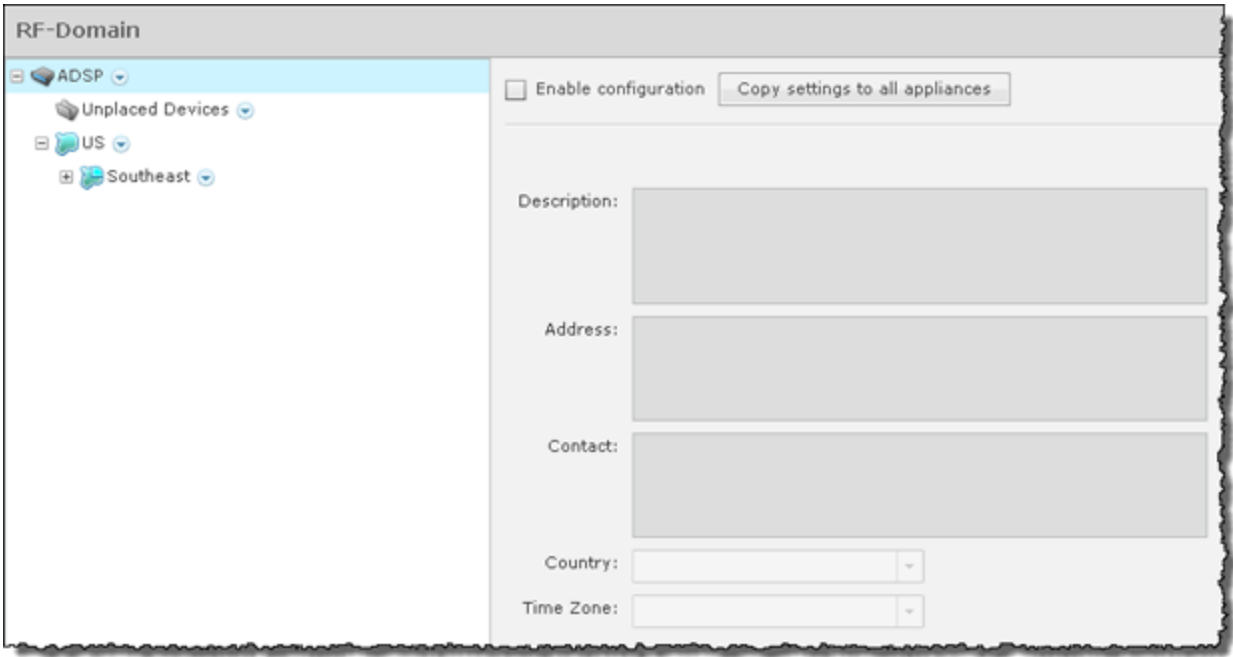 RF-Domain
ADSP
Unplaced Devices
US
Southeast
Enable configuration
Copy settings to all appliances
Description:
Address:
Contact:
Country:
Time Zone: